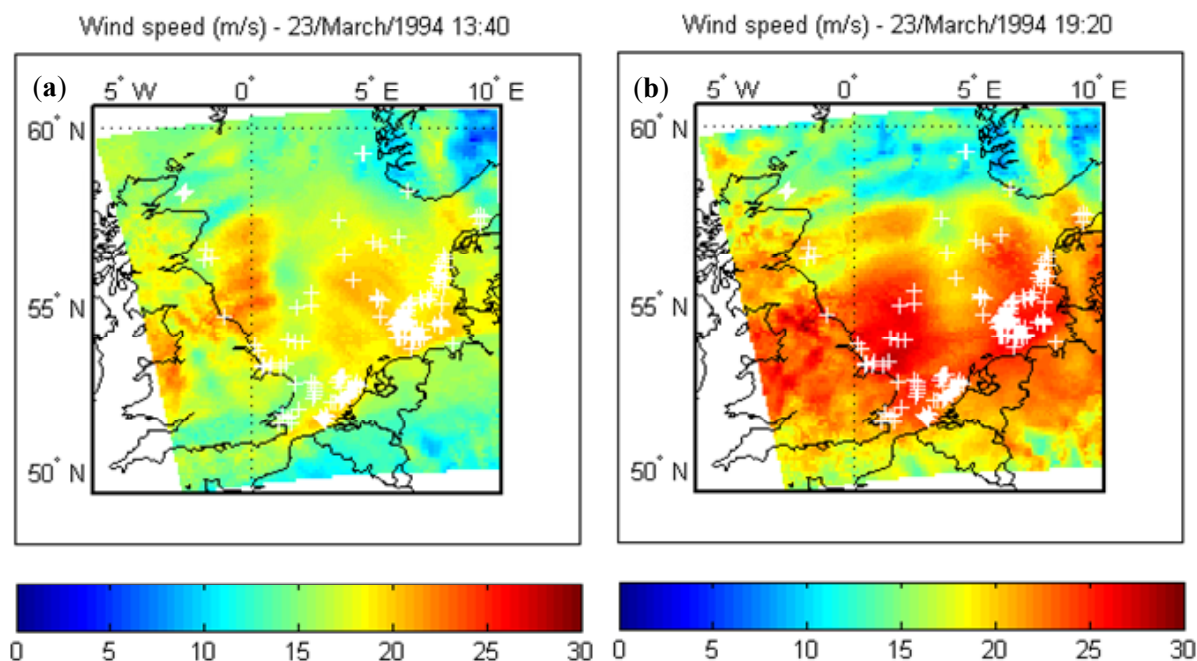 Wind speed (m/s) - 23/March/1994 13:40
(a)
5° W 0° 5° E 10° E
60° N
55° N
50° N
0 5 10 15 20 25 30
Wind speed (m/s) - 23/March/1994 19:20
(b)
5° W 0° 5° E 10° E
60° N
55° N
50° N
0 5 10 15 20 25 30